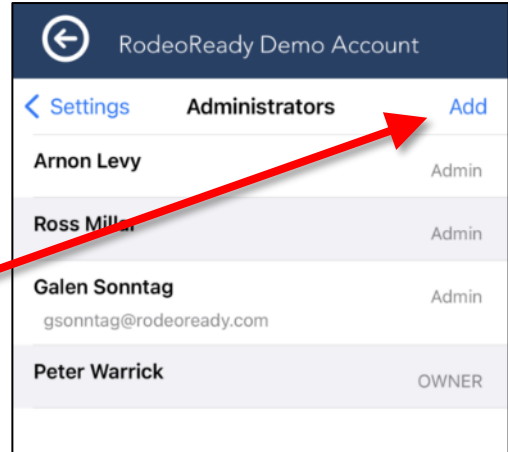 RodeoReady Demo Account
Settings Administrators Add
Arnon Levy
Admin
Ross Millar
Admin
Galen Sonntag
Admin
gsonntag@rodeoready.com
Peter Warrick
OWNER